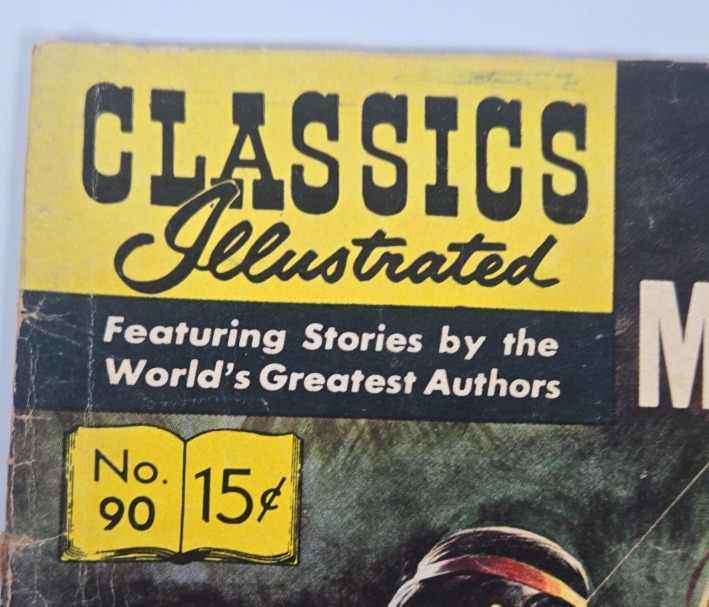 CLASSICS
Illustrated
Featuring Stories by the
World's Greatest Authors
M
No. 90
15¢